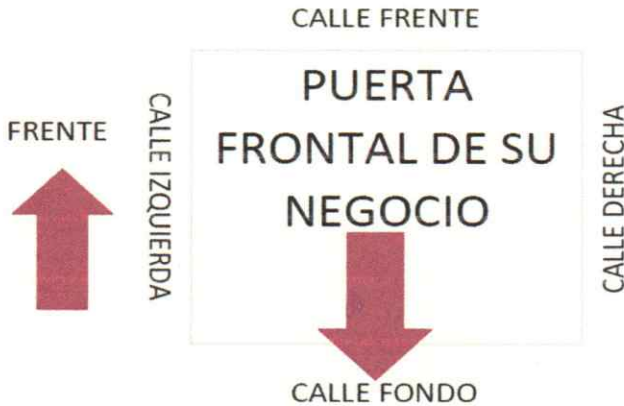 CALLE FRENTE
PUERTA
FRONTAL DE SU
NEGOCIO
FRENTE
CALLE IZQUIERDA
CALLE DERECHA
CALLE FONDO